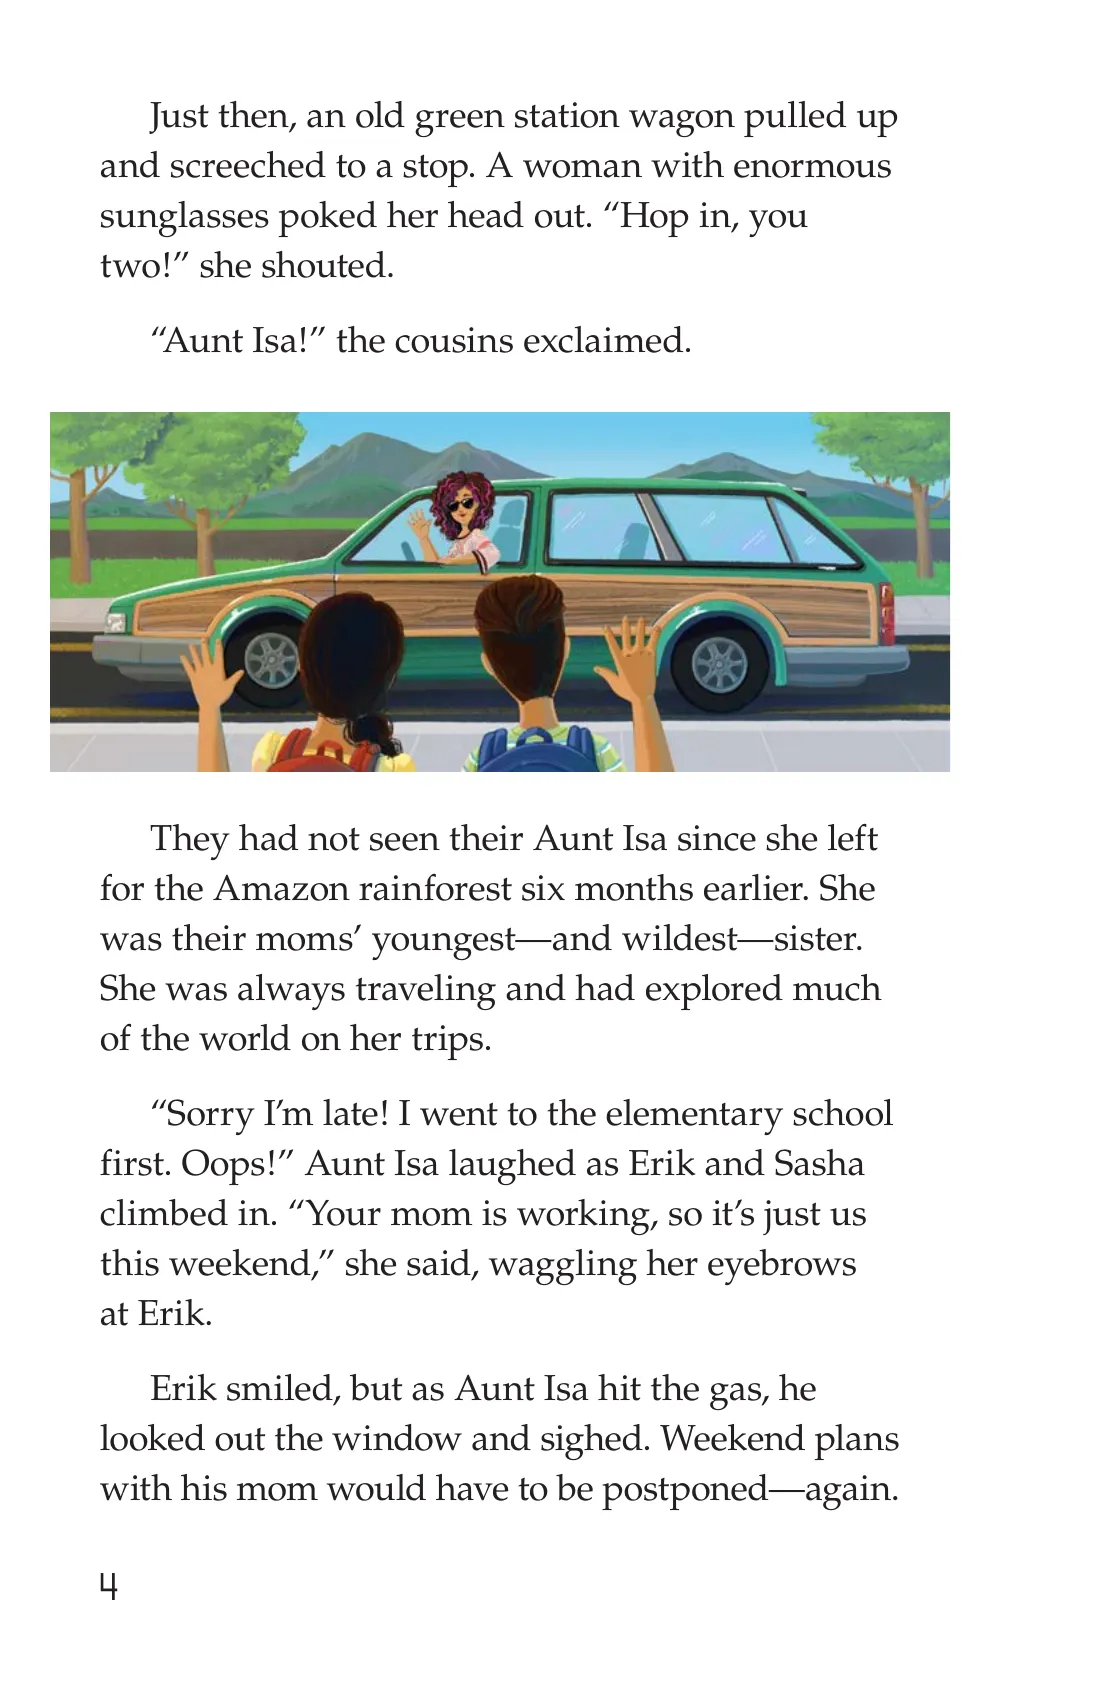 Just then, an old green station wagon pulled up
and screeched to a stop. A woman with enormous
sunglasses poked her head out. “Hop in, you
two!” she shouted.
“Aunt Isa!” the cousins exclaimed.
They had not seen their Aunt Isa since she left
for the Amazon rainforest six months earlier. She
was their moms’ youngest—and wildest—sister.
She was always traveling and had explored much
of the world on her trips.
“Sorry I’m late! I went to the elementary school
first. Oops!” Aunt Isa laughed as Erik and Sasha
climbed in. “Your mom is working, so it’s just us
this weekend,” she said, waggling her eyebrows
at Erik.
Erik smiled, but as Aunt Isa hit the gas, he
looked out the window and sighed. Weekend plans
with his mom would have to be postponed—again.
4